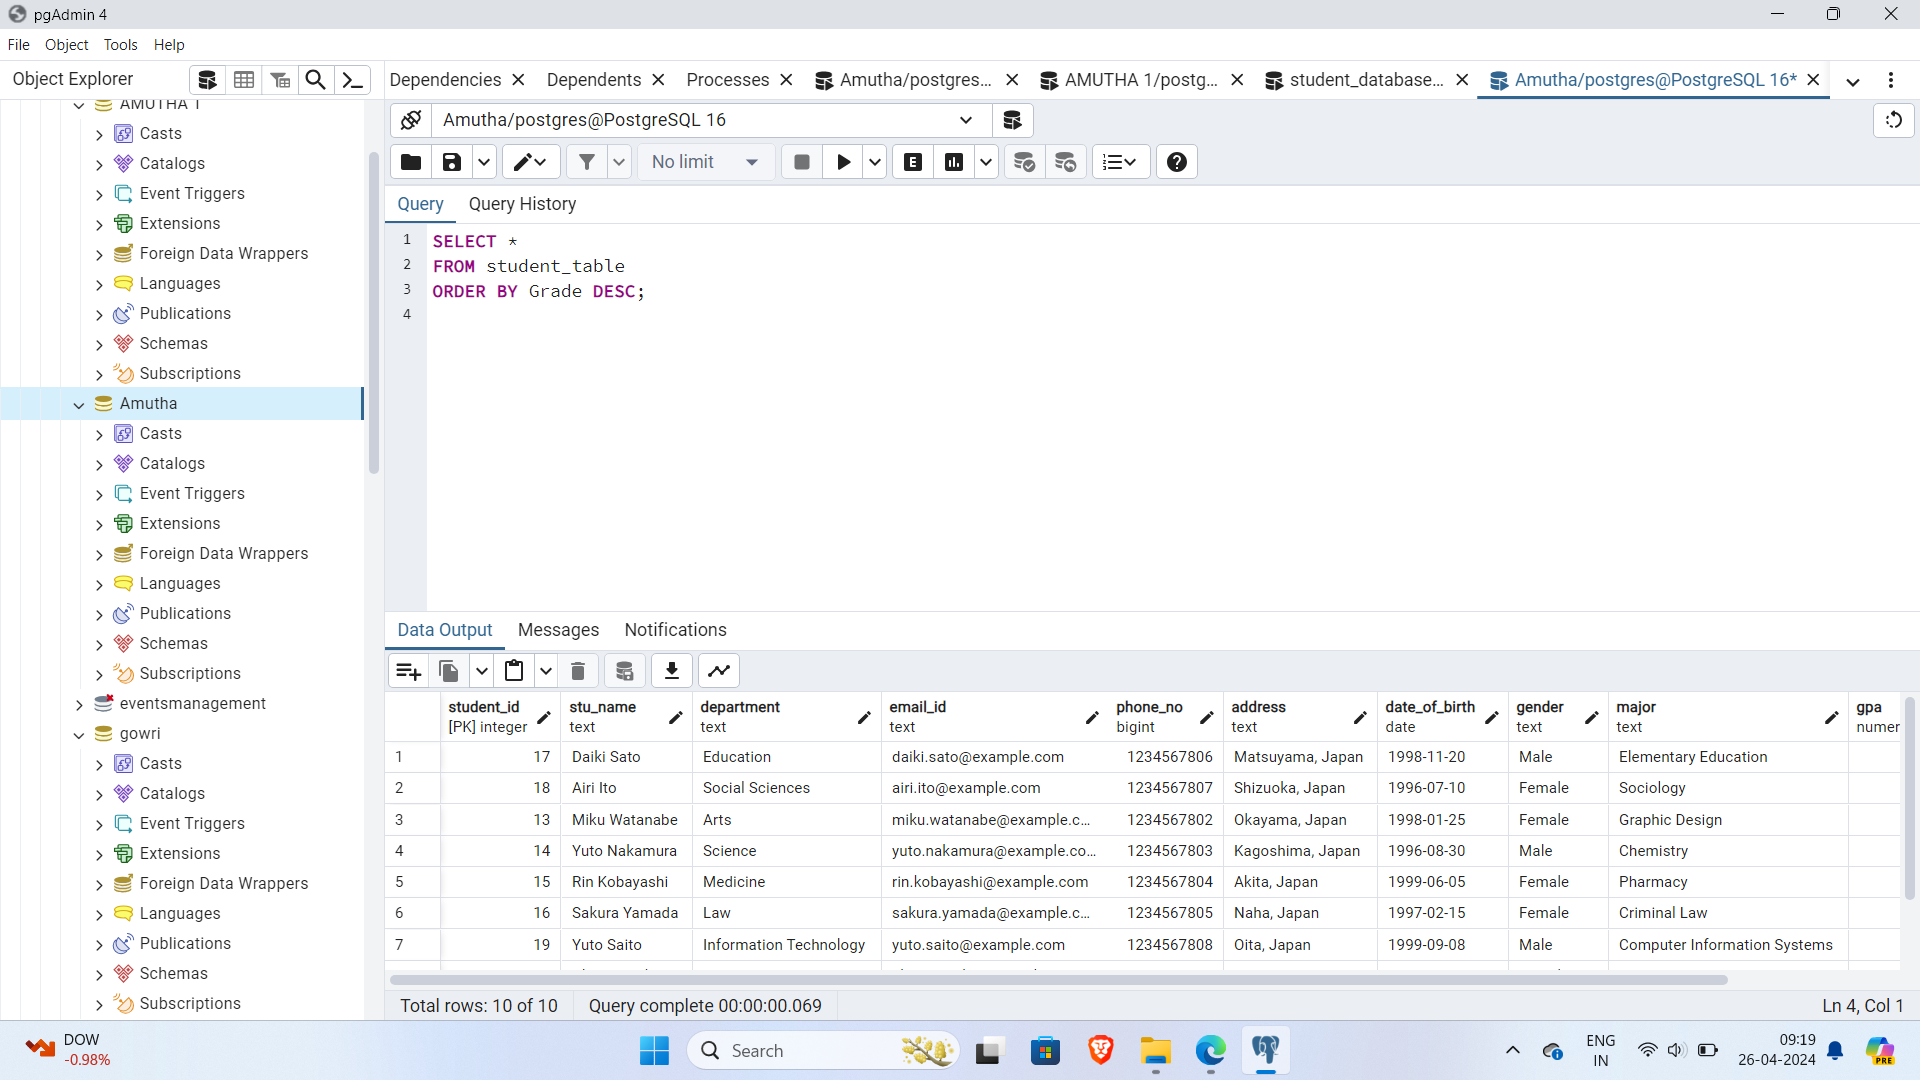 pgAdmin 4
File Object Tools Help
Object Explorer
Dependencies Dependents Processes Amutha/postgres... AMUTHA 1/postg... student_database... Amutha/postgres@PostgreSQL 16*
AMUTHA 1
Casts
Catalogs
Event Triggers
Extensions
Foreign Data Wrappers
Languages
Publications
Schemas
Subscriptions
Amutha
Casts
Catalogs
Event Triggers
Extensions
Foreign Data Wrappers
Languages
Publications
Schemas
Subscriptions
eventsmanagement
gowri
Casts
Catalogs
Event Triggers
Extensions
Foreign Data Wrappers
Languages
Publications
Schemas
Subscriptions
Amutha/postgres@PostgreSQL 16
No limit
E
Query Query History
1 SELECT *
2 FROM student_table
3 ORDER BY Grade DESC;
4
Data Output Messages Notifications
student_id stu_name department email_id phone_no address date_of_birth gender major gpa
[PK] integer text text text bigint text date text text numer
1 17 Daiki Sato Education daiki.sato@example.com 1234567806 Matsuyama, Japan 1998-11-20 Male Elementary Education
2 18 Airi Ito Social Sciences airi.ito@example.com 1234567807 Shizuoka, Japan 1996-07-10 Female Sociology
3 13 Miku Watanabe Arts miku.watanabe@example.c... 1234567802 Okayama, Japan 1998-01-25 Female Graphic Design
4 14 Yuto Nakamura Science yuto.nakamura@example.co... 1234567803 Kagoshima, Japan 1996-08-30 Male Chemistry
5 15 Rin Kobayashi Medicine rin.kobayashi@example.com 1234567804 Akita, Japan 1999-06-05 Female Pharmacy
6 16 Sakura Yamada Law sakura.yamada@example.c... 1234567805 Naha, Japan 1997-02-15 Female Criminal Law
7 19 Yuto Saito Information Technology yuto.saito@example.com 1234567808 Oita, Japan 1999-09-08 Male Computer Information Systems
Total rows: 10 of 10 Query complete 00:00:00.069 Ln 4, Col 1
DOW
-0.98%
Search
ENG
IN
09:19
26-04-2024
PRE